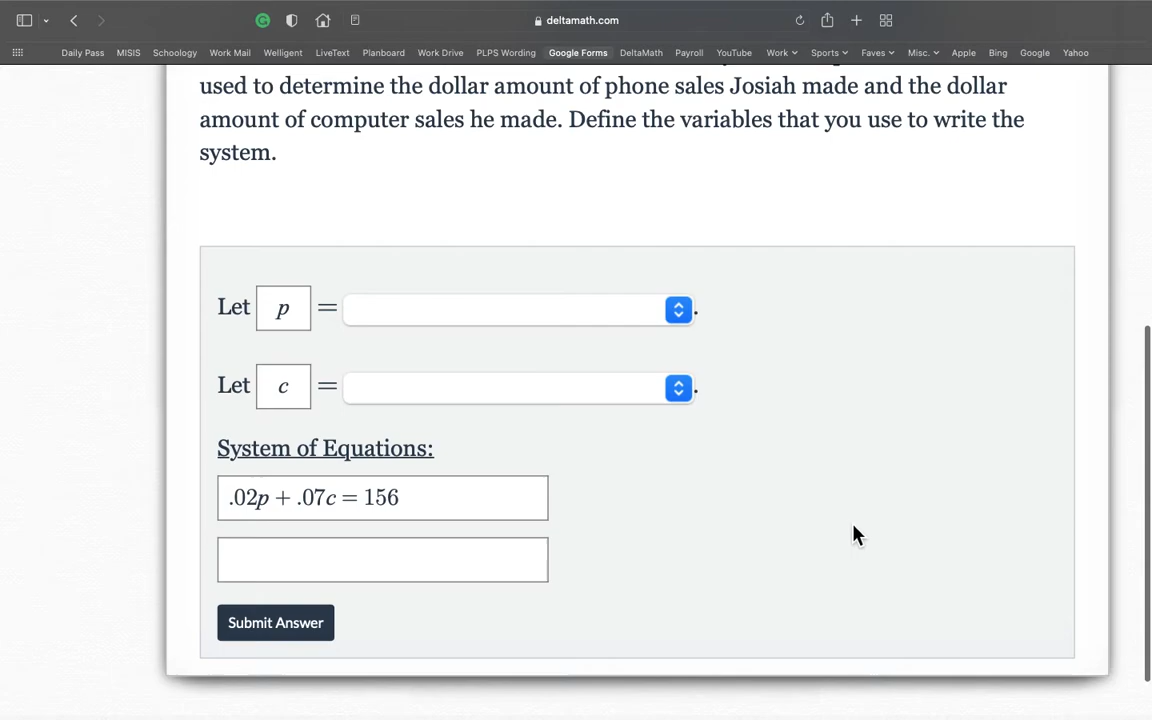 deltamath.com
Daily Pass MISIS Schoology Work Mail Welligent LiveText Planboard Work Drive PLPS Wording Google Forms DeltaMath Payroll YouTube Work Sports Faves Misc. Apple Bing Google Yahoo
used to determine the dollar amount of phone sales Josiah made and the dollar
amount of computer sales he made. Define the variables that you use to write the
system.
Let p = .
Let c = .
System of Equations:
.02p + .07c = 156
Submit Answer